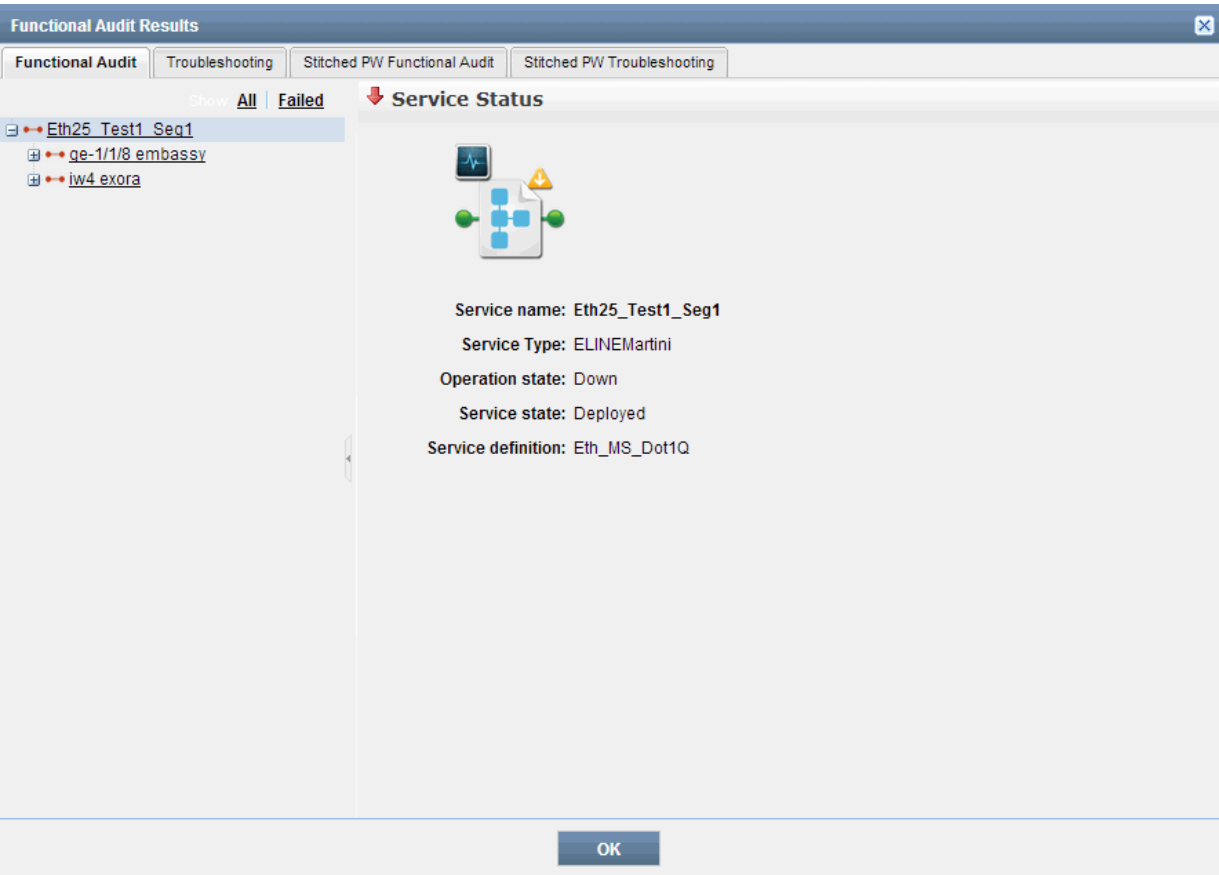 Functional Audit Results
Functional Audit Troubleshooting Stitched PW Functional Audit Stitched PW Troubleshooting
Show All Failed
Eth25_Test1_Seg1
ge-1/1/8 embassy
iw4 exora
Service Status
Service name: Eth25_Test1_Seg1
Service Type: ELINEMartini
Operation state: Down
Service state: Deployed
Service definition: Eth_MS_Dot1Q
OK